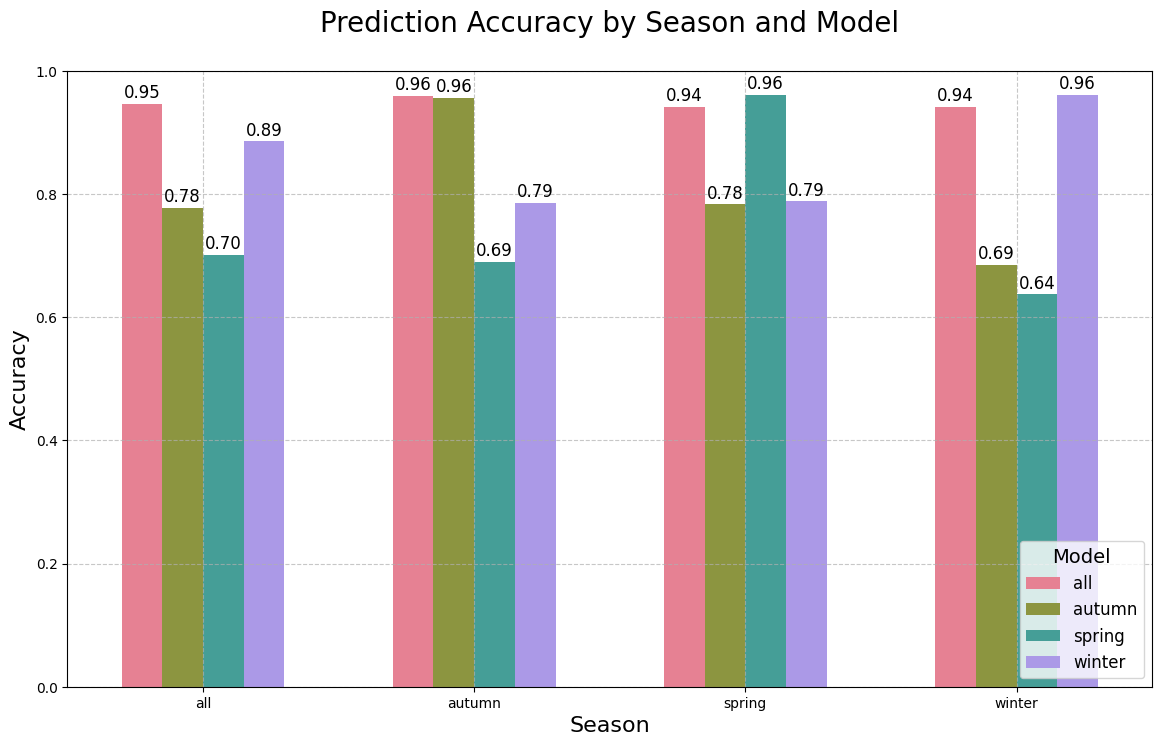 Prediction Accuracy by Season and Model
1.0
0.8
0.6
0.4
0.2
0.0
Accuracy
0.95
0.78
0.70
0.89
0.96
0.96
0.69
0.79
0.94
0.78
0.96
0.79
0.94
0.69
0.64
0.96
all
autumn
spring
winter
Season
Model
all
autumn
spring
winter